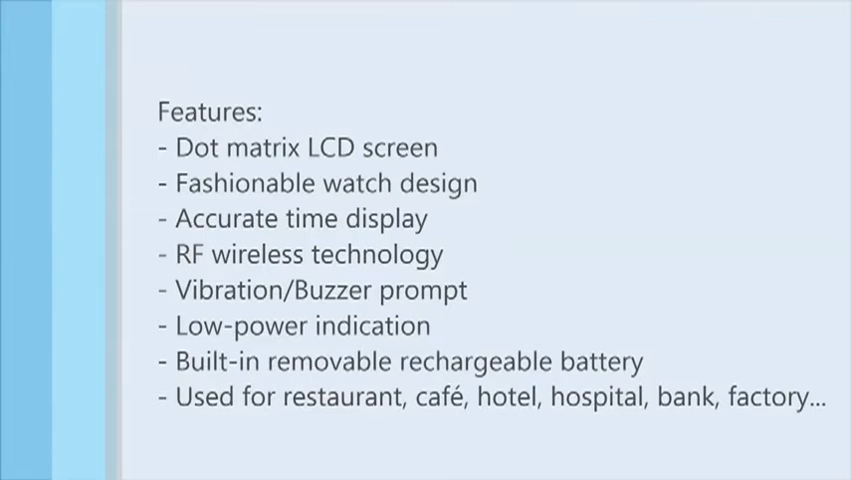 Features:
- Dot matrix LCD screen
- Fashionable watch design
- Accurate time display
- RF wireless technology
- Vibration/Buzzer prompt
- Low-power indication
- Built-in removable rechargeable battery
- Used for restaurant, café, hotel, hospital, bank, factory...